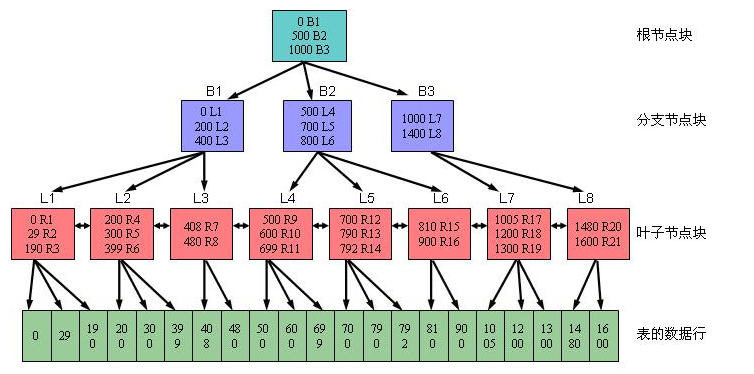 0 B1
500 B2
1000 B3
根节点块
B1
B2
B3
0 L1
200 L2
400 L3
500 L4
700 L5
800 L6
1000 L7
1400 L8
分支节点块
L1
L2
L3
L4
L5
L6
L7
L8
0 R1
29 R2
190 R3
200 R4
300 R5
399 R6
408 R7
480 R8
500 R9
600 R10
699 R11
700 R12
790 R13
792 R14
810 R15
900 R16
1005 R17
1200 R18
1300 R19
1480 R20
1600 R21
叶子节点块
0
29
19
0
20
0
30
0
39
9
40
8
48
0
50
0
60
0
69
9
70
0
79
0
79
2
81
0
90
0
10
05
12
00
13
00
14
80
16
00
表的数据行